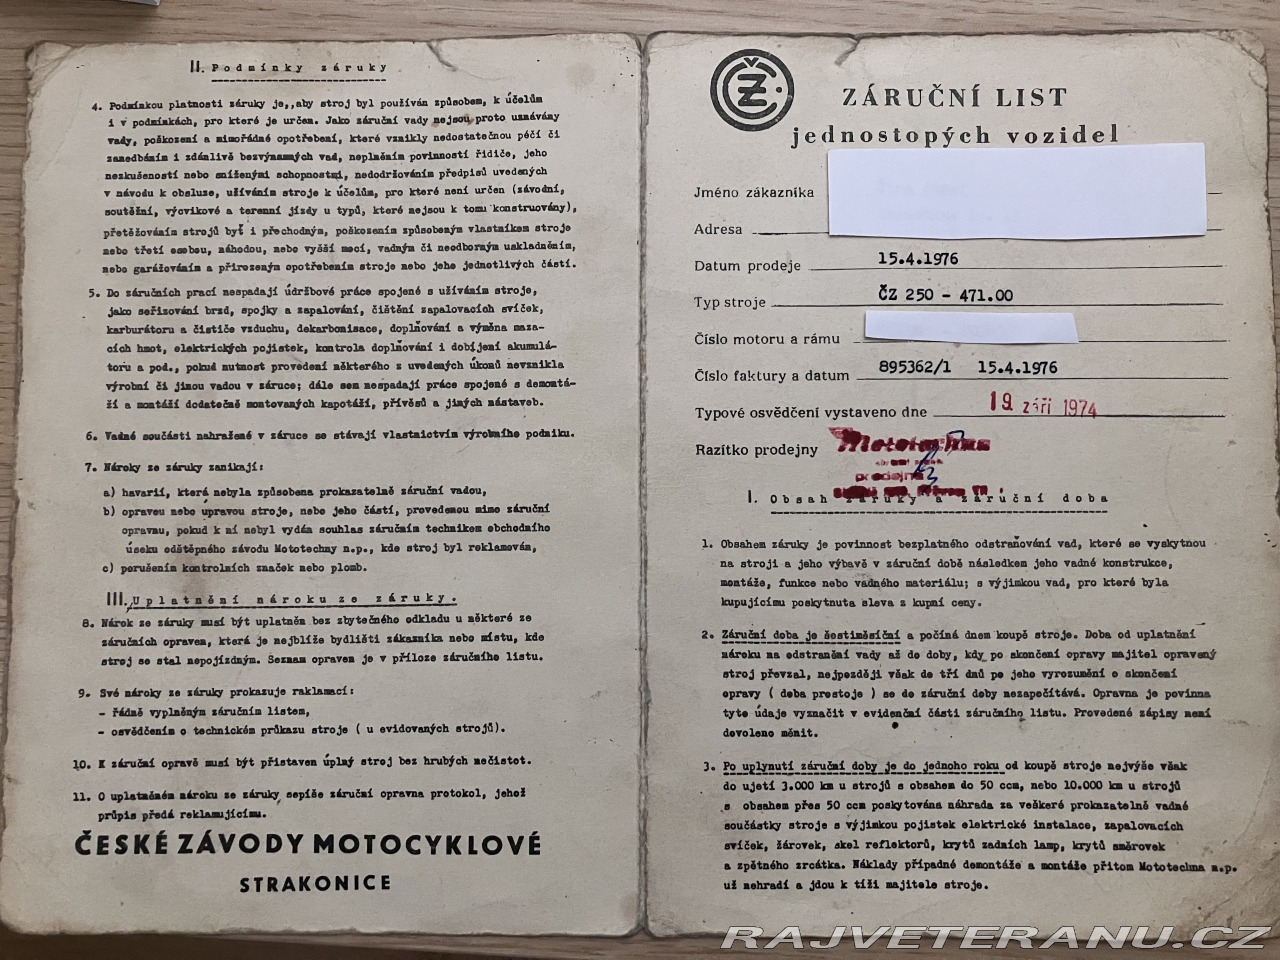 II. Podmínky záruky
4. Podmínkou platnosti záruky je, aby stroj byl používán způsobem, k účelům
i v podmínkách, pro které je určen. Jako záruční vady nejsou proto uznávány
vady, poškození a mimořádné opotřebení, které vznikly nedostatečnou péčí či
zanedbáním i zdánlivě bezvýznamných vad, neplněním povinností řidiče, jeho
nezkušeností nebo sníženými schopnostmi, nedodržováním předpisů uvedených
v návodu k obsluze, užíváním stroje k účelům, pro které není určen (závodní,
soutěžní, výcvikové a terenní jízdy u typů, které nejsou k tomu konstruovány),
přetěžováním strojů byť i přechodným, poškozením způsobeným vlastníkem stroje
nebo třetí osobou, náhodou, nebo vyšší mocí, vadným či neodborným uskladněním,
nebo garážováním a přirozeným opotřebením stroje nebo jeho jednotlivých částí.
5. Do záručních prací nespadají údržbové práce spojené s užíváním stroje,
jako seřizování brzd, spojky a zapalování, čištění zapalovacích svíček,
karburátoru a čističe vzduchu, dekarbonisace, doplňování a výměna maza-
cích hmot, elektrických pojistek, kontrola doplňování i dobíjení akumulá-
toru a pod., pokud nutnost provedení některého z uvedených úkonů nevznikla
výrobní či jinou vadou v záruce; dále sem nespadají práce spojené s demontá-
ží a montáží dodatečně montovaných kapotáží, přívěsů a jiných nástaveb.
6. Vadné součásti nahražené v záruce se stávají vlastnictvím výrobního podniku.
7. Nároky ze záruky zanikají:
a) havarií, která nebyla způsobena prokazatelně záruční vadou,
b) opravou nebo úpravou stroje, nebo jeho částí, provedenou mimo záruční
opravnu, pokud k ní nebyl vydán souhlas záručním technikem obchodního
úseku odštěpného závodu Mototechny n.p., kde stroj byl reklamován,
c) porušením kontrolních značek nebo plomb.
III. Uplatnění nároku ze záruky.
8. Nárok ze záruky musí být uplatněn bez zbytečného odkladu u některé ze
záručních opraven, která je nejblíže bydlišti zákazníka nebo místu, kde
stroj se stal nepojízdným. Seznam opraven je v příloze záručního listu.
9. Své nároky ze záruky prokazuje reklamací:
- řádně vyplněným záručním listem,
- osvědčením o technickém průkazu stroje ( u evidovaných strojů).
10. K záruční opravě musí být přistaven úplný stroj bez hrubých nečistot.
11. O uplatněném nároku ze záruky sepíše záruční opravna protokol, jehož
průpis předá reklamujícímu.
ČESKÉ ZÁVODY MOTOCYKLOVÉ
STRAKONICE
ČZ
ZÁRUČNÍ LIST
jednostopých vozidel
Jméno zákazníka
Adresa
Datum prodeje 15.4.1976
Typ stroje ČZ 250 - 471.00
Číslo motoru a rámu
Číslo faktury a datum 895362/1 15.4.1976
Typové osvědčení vystaveno dne 19 září 1974
Razítko prodejny Mototechna
prodejna
I. Obsah záruky a záruční doba
1. Obsahem záruky je povinnost bezplatného odstraňování vad, které se vyskytnou
na stroji a jeho výbavě v záruční době následkem jeho vadné konstrukce,
montáže, funkce nebo vadného materiálu; s výjimkou vad, pro které byla
kupujícímu poskytnuta sleva z kupní ceny.
2. Záruční doba je šestiměsíční a počíná dnem koupě stroje. Doba od uplatnění
nároku na odstranění vady až do doby, kdy po skončení opravy majitel opravený
stroj převzal, nejpozději však do tří dnů po jeho vyrozumění o skončení
opravy ( doba prostoje ) se do záruční doby nezapočítává. Opravna je povinna
tyto údaje vyznačit v evidenční části záručního listu. Provedené zápisy není
dovoleno měnit.
3. Po uplynutí záruční doby je do jednoho roku od koupě stroje nejvýše však
do ujetí 3.000 km u strojů s obsahem do 50 ccm, nebo 10.000 km u strojů
s obsahem přes 50 ccm poskytována náhrada za veškeré prokazatelně vadné
součástky stroje s výjimkou pojistek elektrické instalace, zapalovacích
svíček, žárovek, skel reflektorů, krytů zadních lamp, krytů směrovek
a zpětného zrcátka. Náklady případné demontáže a montáže přitom Mototechna n.p.
už nehradí a jdou k tíži majitele stroje.
RAJVETERANU.CZ